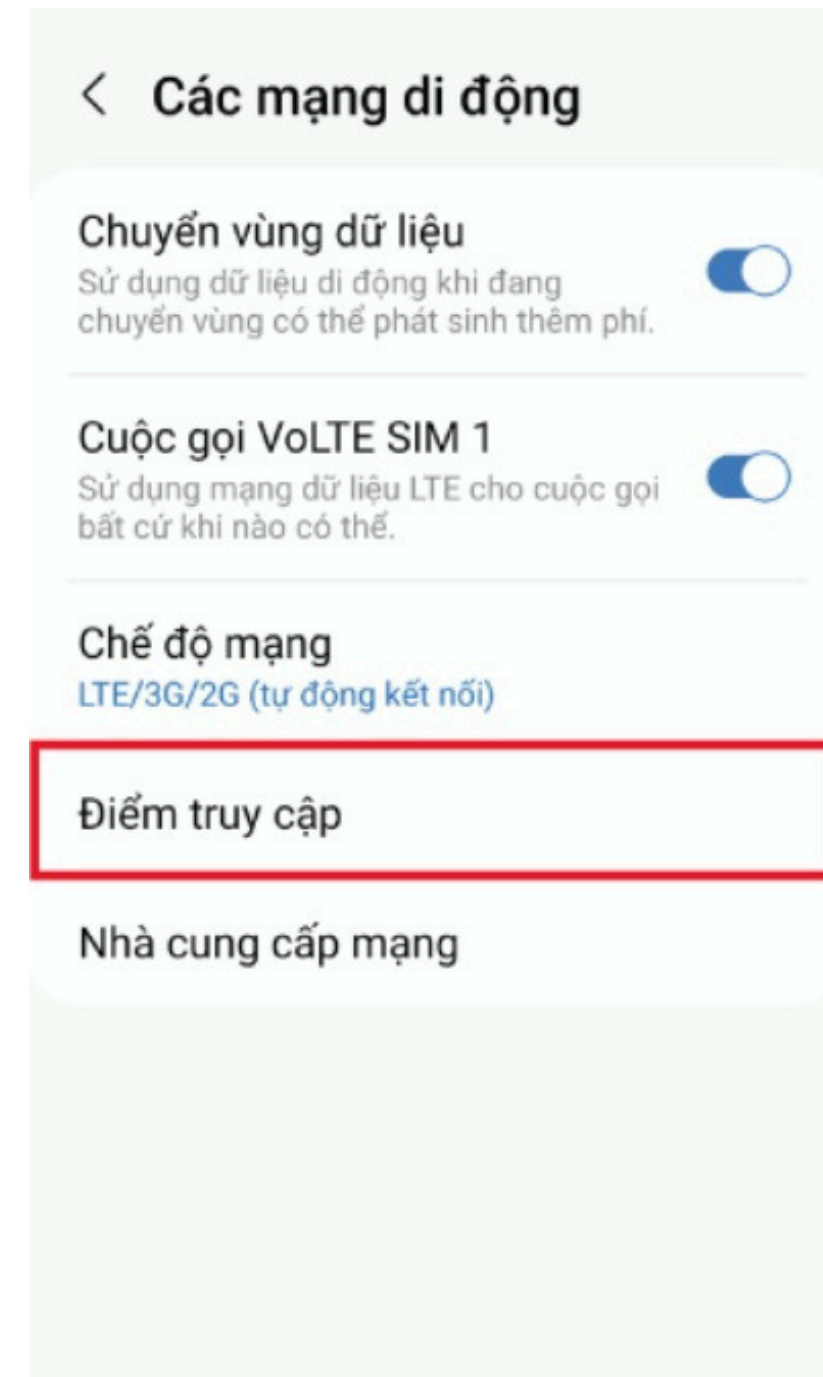 Các mạng di động
Chuyển vùng dữ liệu
Sử dụng dữ liệu di động khi đang
chuyển vùng có thể phát sinh thêm phí.
Cuộc gọi VoLTE SIM 1
Sử dụng mạng dữ liệu LTE cho cuộc gọi
bất cứ khi nào có thể.
Chế độ mạng
LTE/3G/2G (tự động kết nối)
Điểm truy cập
Nhà cung cấp mạng